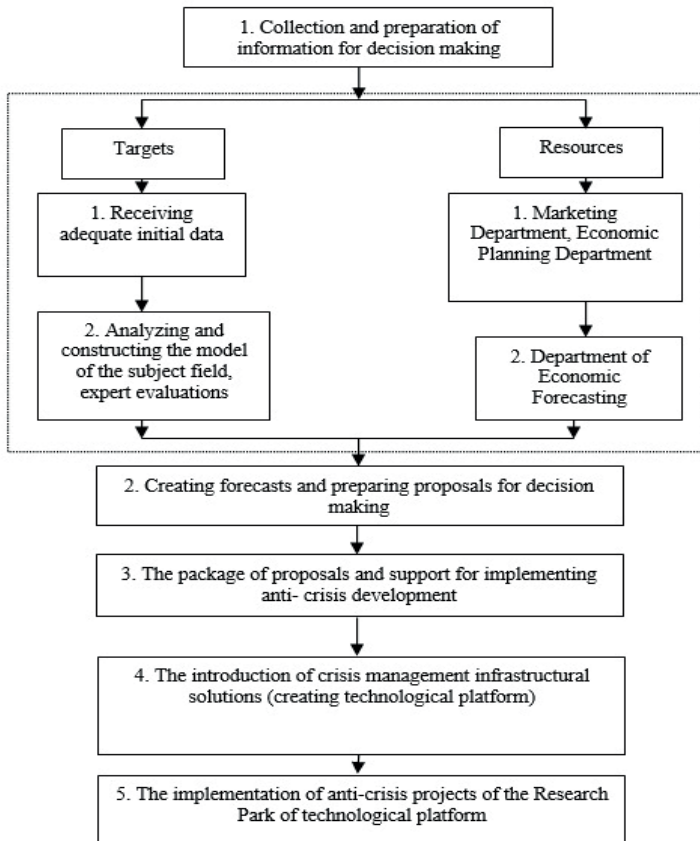 1. Collection and preparation of
information for decision making
Targets
Resources
1. Receiving
adequate initial data
1. Marketing
Department, Economic
Planning Department
2. Analyzing and
constructing the model
of the subject field,
expert evaluations
2. Department of
Economic
Forecasting
2. Creating forecasts and preparing proposals for decision
making
3. The package of proposals and support for implementing
anti- crisis development
4. The introduction of crisis management infrastructural
solutions (creating technological platform)
5. The implementation of anti-crisis projects of the Research
Park of technological platform